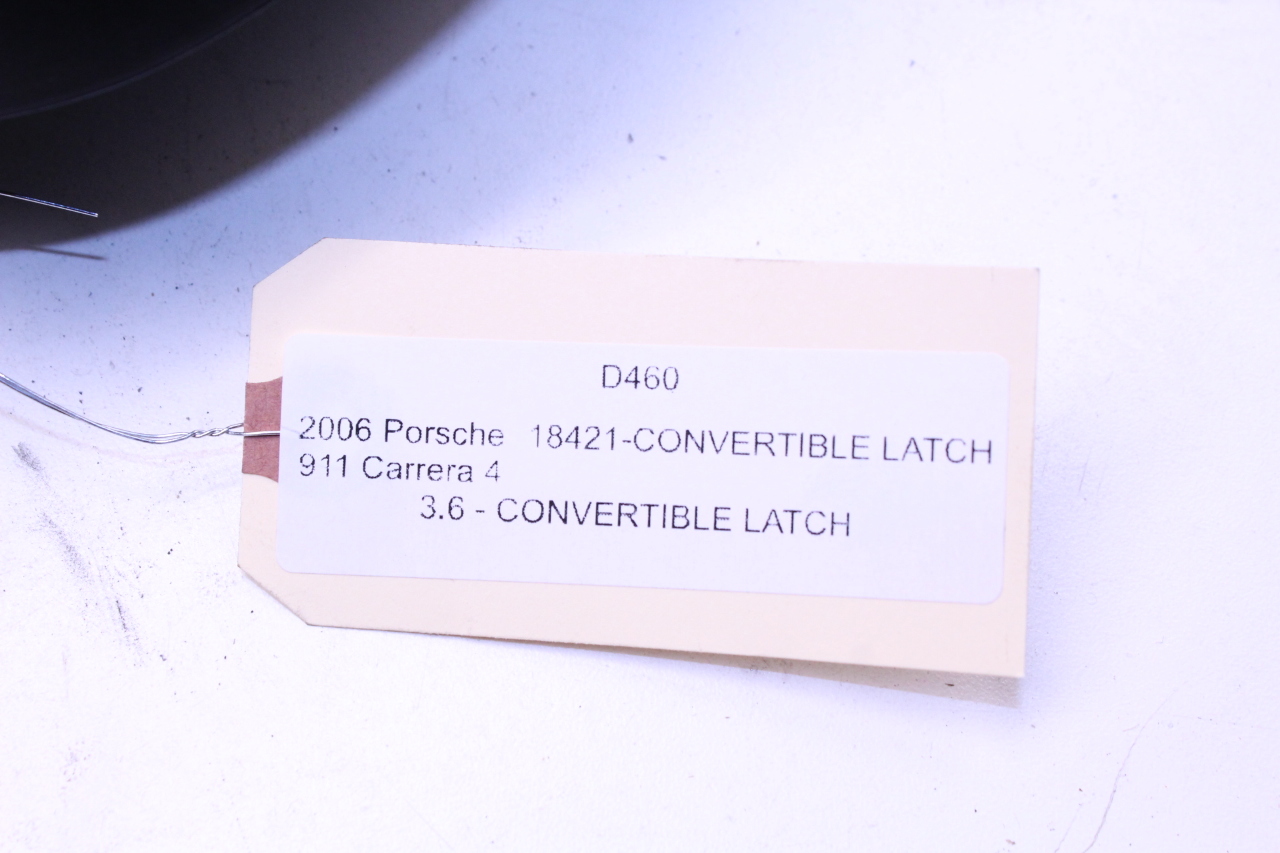 D460
2006 Porsche 18421-CONVERTIBLE LATCH
911 Carrera 4
3.6 - CONVERTIBLE LATCH